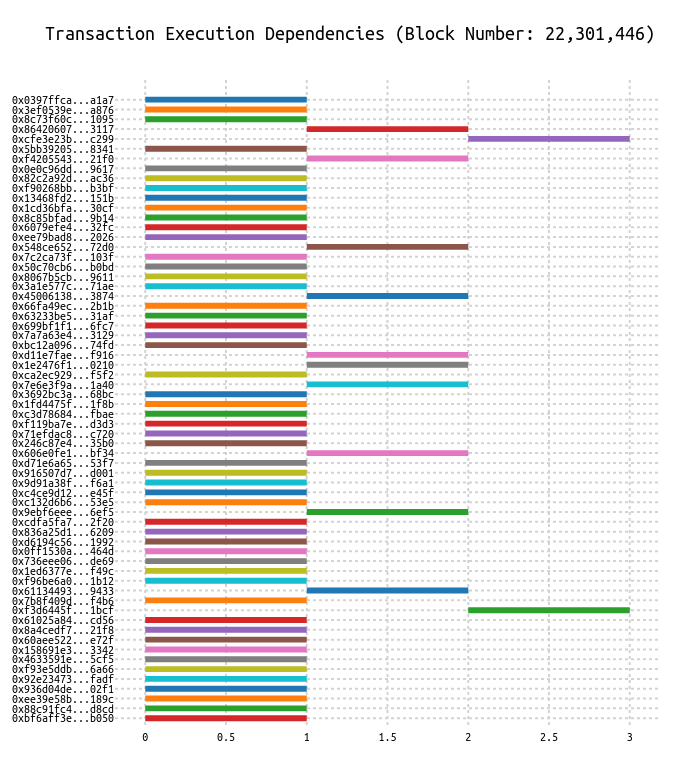 Transaction Execution Dependencies (Block Number: 22,301,446)
0x0397ffca...a1a7
0x3ef0539e...a876
0x8c73f60c...1095
0x86420607...3117
0xcfe3e23b...c299
0x5bb39205...8341
0xf4205543...21f0
0x0e0c96dd...9617
0x82c2a92d...ac36
0xf90268bb...b3bf
0x13468fd2...151b
0x1cd36bfa...30cf
0x8c85bfad...9b14
0x6079efe4...32fc
0xee79bad8...2026
0x548ce652...72d0
0x7c2ca73f...103f
0x50c70cb6...b0bd
0x8067b5cb...9611
0x3a1e577c...71ae
0x45006138...3874
0x66fa49ec...2b1b
0x63233be5...31af
0x699bf1f1...6fc7
0x7a7a63e4...3129
0xbc12a096...74fd
0xd11e7fae...f916
0x1e2476f1...0210
0xca2ec929...f5f2
0x7e6e3f9a...1a40
0x3692bc3a...68bc
0x1fd4475f...1f8b
0xc3d78684...fbae
0xf119ba7e...d3d3
0x71efdac8...c720
0x246c87e4...35b0
0x606e0fe1...bf34
0xd71e6a65...53f7
0x916507d7...d001
0x9d91a38f...f6a1
0xc4ce9d12...e45f
0xc132d6b6...53e5
0x9ebf6eee...6ef5
0xcdfa5fa7...2f20
0x836a25d1...6209
0xd6194c56...1992
0x0ff1530a...464d
0x736eee06...de69
0x1ed6377e...f49c
0xf96be6a0...1b12
0x61134493...9433
0x7b8f409d...f4b6
0xf3d6445f...1bcf
0x61025a84...cd56
0x8a4cedf7...21f8
0x60aee522...e72f
0x158691e3...3342
0x4633591e...5cf5
0xf93e5ddb...6a66
0x92e23473...fadf
0x936d04de...02f1
0xee39e58b...189c
0x88c91fc4...d8cd
0xbf6aff3e...b050
0 0.5 1 1.5 2 2.5 3